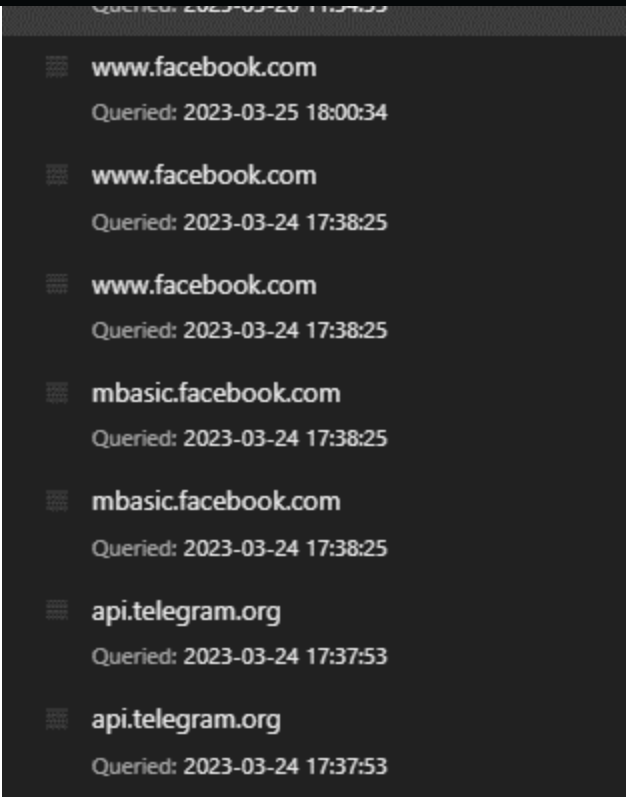 www.facebook.com
Queried: 2023-03-25 18:00:34
www.facebook.com
Queried: 2023-03-24 17:38:25
www.facebook.com
Queried: 2023-03-24 17:38:25
mbasic.facebook.com
Queried: 2023-03-24 17:38:25
mbasic.facebook.com
Queried: 2023-03-24 17:38:25
api.telegram.org
Queried: 2023-03-24 17:37:53
api.telegram.org
Queried: 2023-03-24 17:37:53